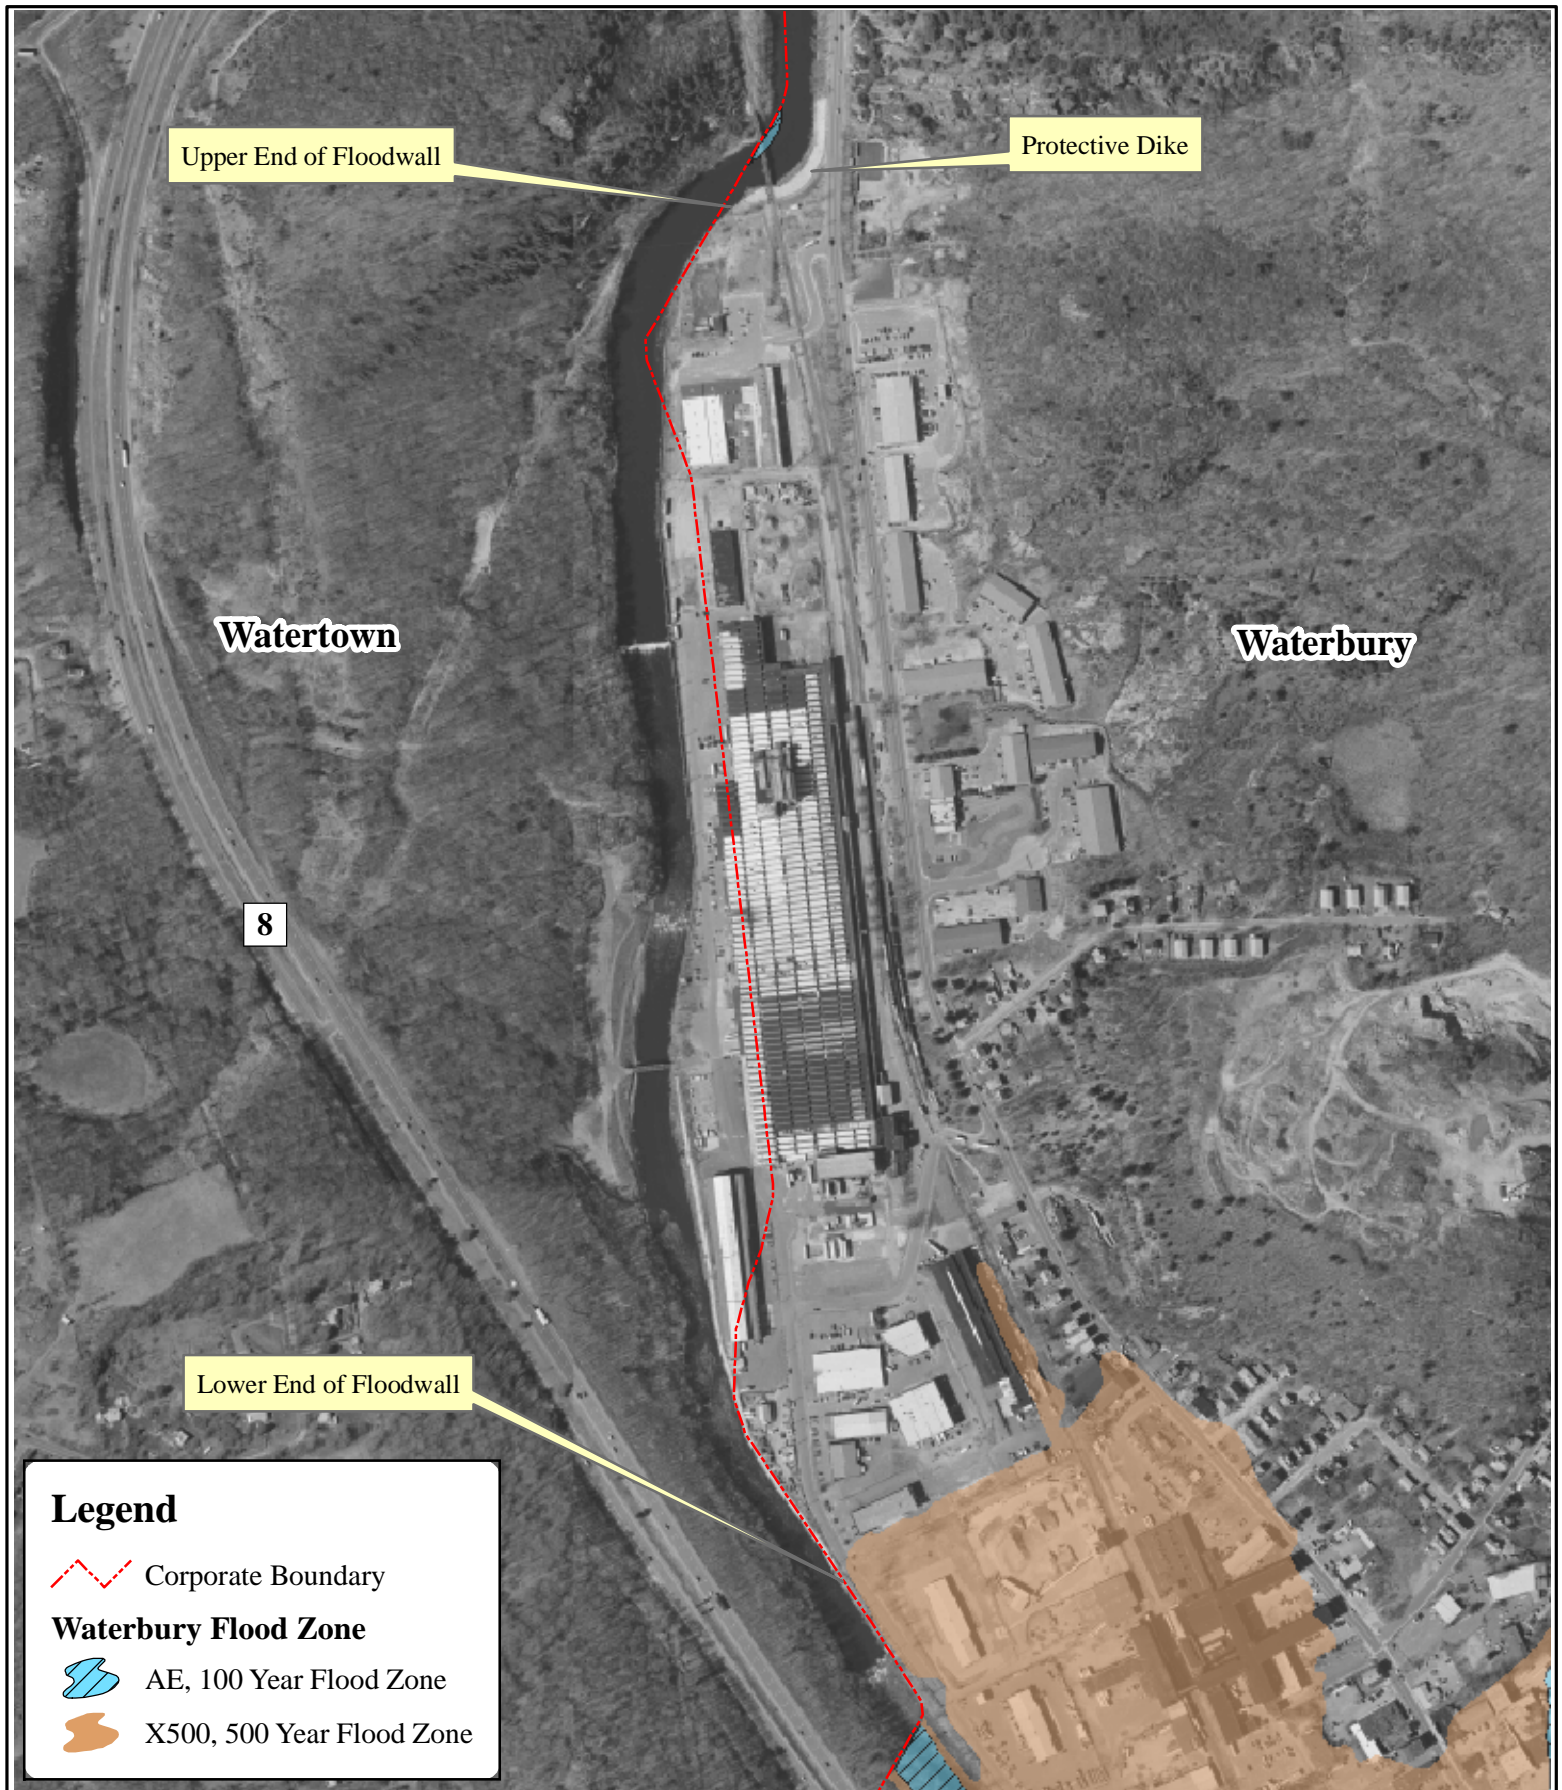 Upper End of Floodwall
Protective Dike
Watertown
Waterbury
8
Lower End of Floodwall
Legend
Corporate Boundary
Waterbury Flood Zone
AE, 100 Year Flood Zone
X500, 500 Year Flood Zone